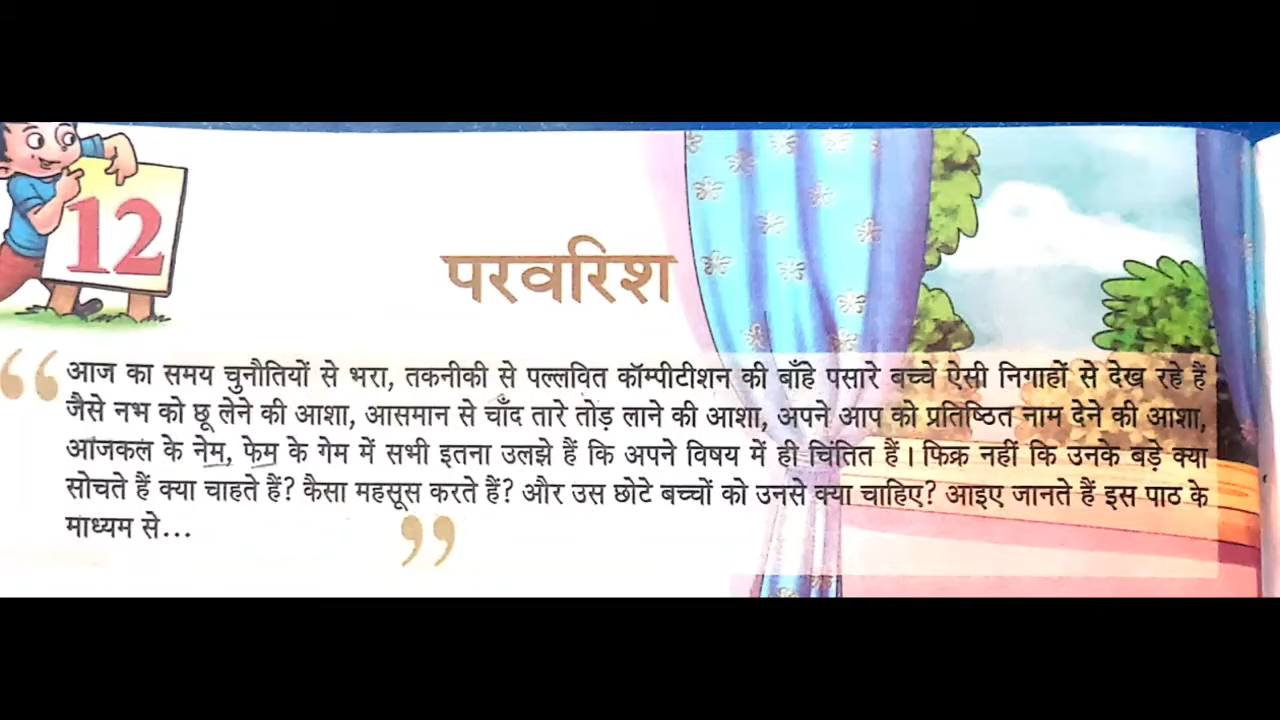 12
परवरिश
“आज का समय चुनौतियों से भरा, तकनीकी से पल्लवित कॉम्पीटीशन की बाँहे पसारे बच्चे ऐसी निगाहों से देख रहे हैं
जैसे नभ को छू लेने की आशा, आसमान से चाँद तारे तोड़ लाने की आशा, अपने आप को प्रतिष्ठित नाम देने की आशा,
आजकल के नेम, फेम के गेम में सभी इतना उलझे हैं कि अपने विषय में ही चिंतित हैं। फिक्र नहीं कि उनके बड़े क्या
सोचते हैं क्या चाहते हैं? कैसा महसूस करते हैं? और उस छोटे बच्चों को उनसे क्या चाहिए? आइए जानते हैं इस पाठ के
माध्यम से...”